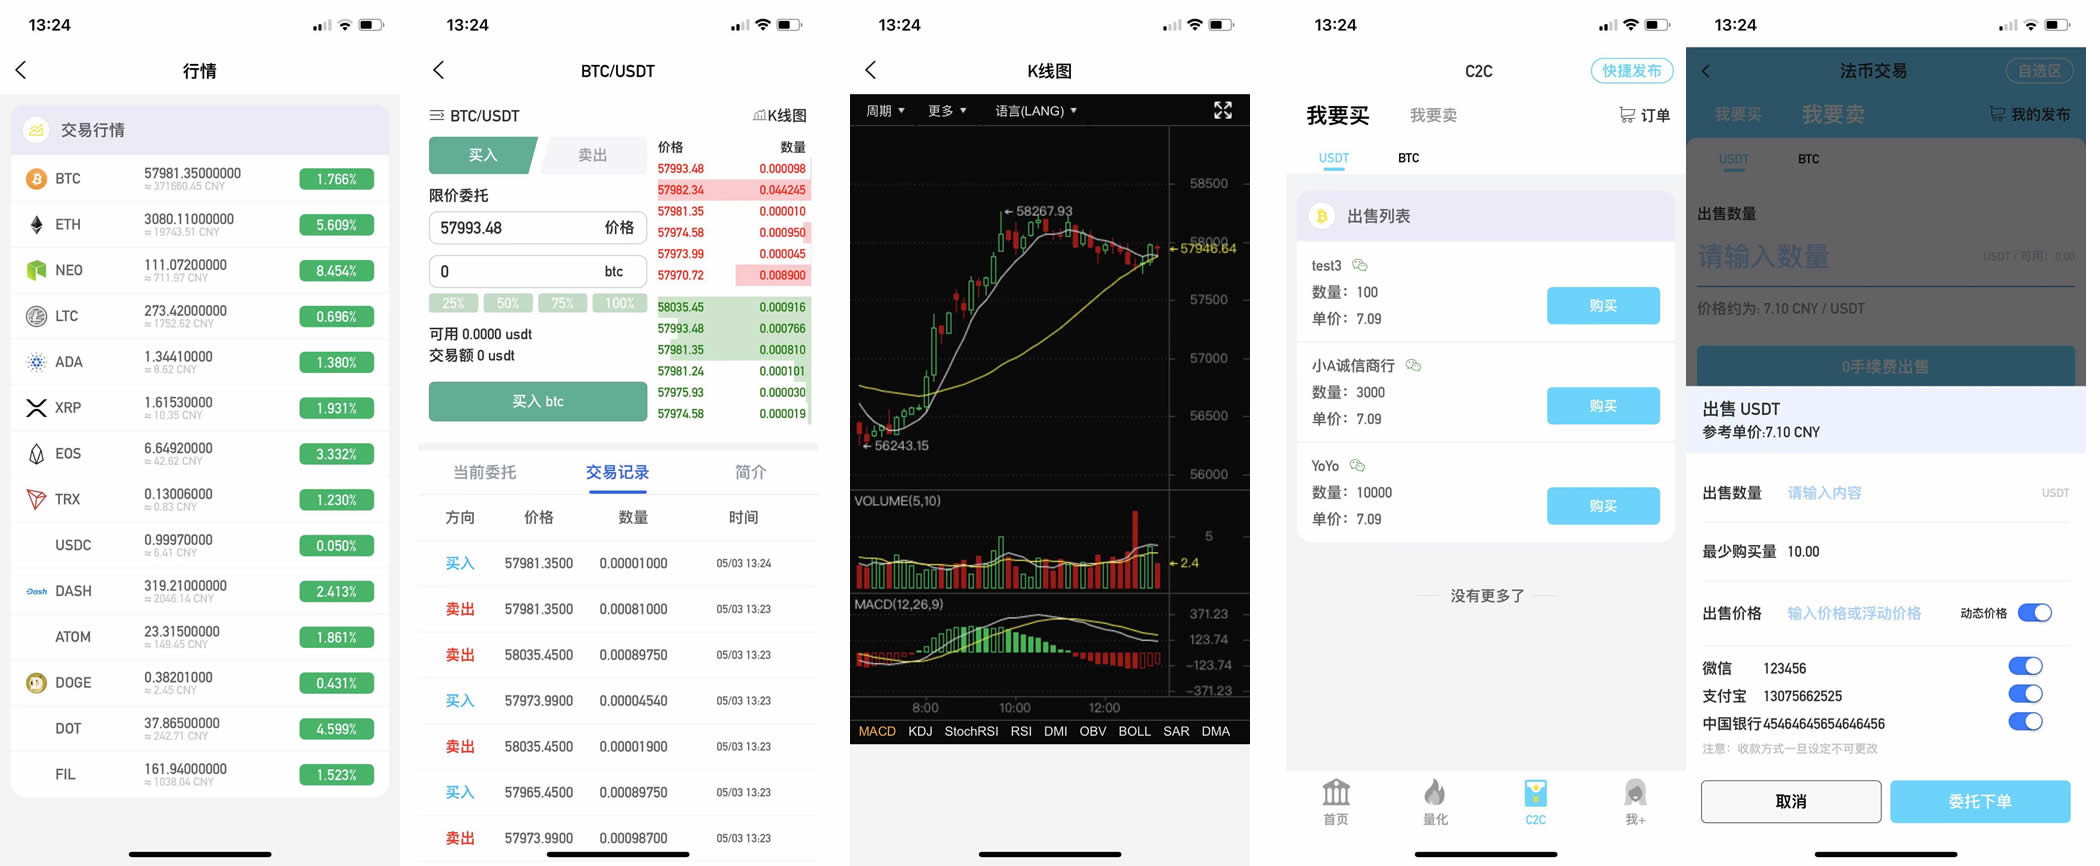 13:24
行情
交易行情
BTC 57981.35000000 1.766%
≈ 371660.45 CNY
ETH 3080.11000000 5.609%
≈ 19743.51 CNY
NEO 111.07200000 8.454%
≈ 711.97 CNY
LTC 273.42000000 0.696%
≈ 1752.62 CNY
ADA 1.34410000 1.380%
≈ 8.62 CNY
XRP 1.61530000 1.931%
≈ 10.35 CNY
EOS 6.64920000 3.332%
≈ 42.62 CNY
TRX 0.13006000 1.230%
≈ 0.83 CNY
USDC 0.99970000 0.050%
≈ 6.41 CNY
Dash DASH 319.21000000 2.413%
≈ 2046.14 CNY
ATOM 23.31500000 1.861%
≈ 149.45 CNY
DOGE 0.38201000 0.431%
≈ 2.45 CNY
DOT 37.86500000 4.599%
≈ 242.71 CNY
FIL 161.94000000 1.523%
≈ 1038.04 CNY
13:24
BTC/USDT
BTC/USDT K线图
买入 卖出
限价委托
57993.48 价格
0 btc
25% 50% 75% 100%
可用 0.0000 usdt
交易额 0 usdt
买入 btc
价格 数量
57993.48 0.000098
57982.34 0.044245
57981.35 0.000010
57974.58 0.000950
57973.99 0.000045
57970.72 0.008900
58035.45 0.000916
57993.48 0.000766
57981.35 0.000810
57981.24 0.000101
57975.93 0.000030
57974.58 0.000019
当前委托 交易记录 简介
方向 价格 数量 时间
买入 57981.3500 0.00001000 05/03 13:24
卖出 57981.3500 0.00081000 05/03 13:23
卖出 58035.4500 0.00089750 05/03 13:23
买入 57973.9900 0.00004540 05/03 13:23
卖出 58035.4500 0.00001900 05/03 13:23
买入 57965.4500 0.00089750 05/03 13:23
卖出 57973.9900 0.00098700 05/03 13:23
13:24
K线图
周期 更多 语言(LANG)
58500
58267.93
58000
57946.64
57500
57000
56500
56243.15
56000
VOLUME(5,10)
5
2.4
MACD(12,26,9)
371.23
123.74
-123.74
-371.23
8:00 10:00 12:00
MACD KDJ StochRSI RSI DMI OBV BOLL SAR DMA
13:24
C2C 快捷发布
我要买 我要卖 订单
USDT BTC
出售列表
test3
数量：100
单价：7.09
购买
小A诚信商行
数量：3000
单价：7.09
购买
YoYo
数量：10000
单价：7.09
购买
没有更多了
首页 量化 C2C 我+
13:24
法币交易 自选区
我要买 我要卖 我的发布
USDT BTC
出售数量
请输入数量 USDT / 可用：0.00
价格约为: 7.10 CNY / USDT
0手续费出售
出售 USDT
参考单价:7.10 CNY
出售数量 请输入内容 USDT
最少购买量 10.00
出售价格 输入价格或浮动价格 动态价格
微信 123456
支付宝 13075662525
中国银行45464645654646456
注意：收款方式一旦设定不可更改
取消 委托下单